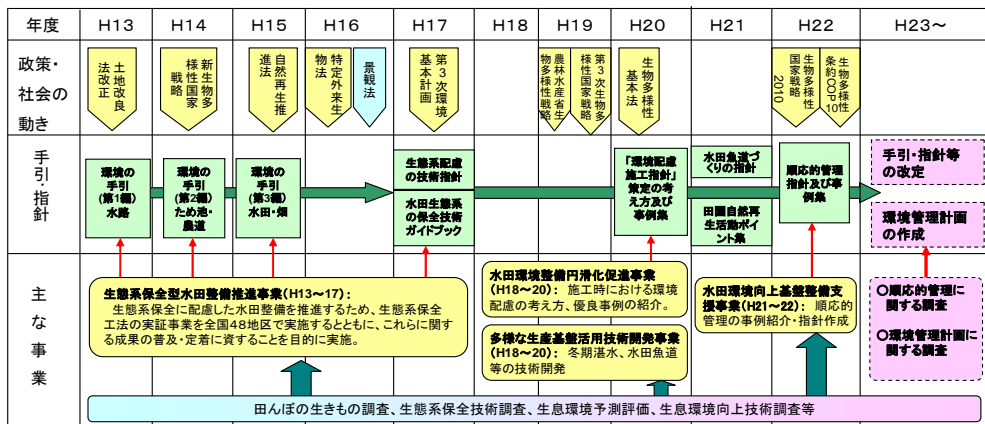 年度 H13 H14 H15 H16 H17 H18 H19 H20 H21 H22 H23～
政策・
社会の
動き
土地改良
法改正
新生物多
様性国家
戦略
自然再生推
進法
特定外来生
物法
景観法
第3次環境
基本計画
農林水産省生
物多様性戦略
第3次生物多
様性国家戦略
生物多様性
基本法
生物多様性
国家戦略
2010
生物多様性
条約COP10
手引・指針
環境の
手引
(第1編)
水路
環境の
手引
(第2編)
ため池・
農道
環境の
手引
(第3編)
水田・畑
生態系配慮
の技術指針
水田生態系
の保全技術
ガイドブック
「環境配慮
施工指針」
策定の考
え方及び
事例集
水田魚道づ
くりの指針
田園自然再
生活動ポイ
ント集
順応的管理
指針及び事
例集
手引・指針等
の改定
環境管理計画
の作成
主な事業
生態系保全型水田整備推進事業(H13～17)：
生態系保全に配慮した水田整備を推進するため、生態系保全
工法の実証事業を全国48地区で実施するとともに、これらに関す
る成果の普及・定着に資することを目的に実施。
水田環境整備円滑化促進事業
(H18～20)： 施工時における環境
配慮の考え方、優良事例の紹介。
多様な生産基盤活用技術開発事業
(H18～20)： 冬期湛水、水田魚道
等の技術開発
水田環境向上基盤整備支
援事業(H21～22)： 順応的
管理の事例紹介・指針作成
○順応的管理に
関する調査
○環境管理計画に
関する調査
田んぼの生きもの調査、生態系保全技術調査、生息環境予測評価、生息環境向上技術調査等